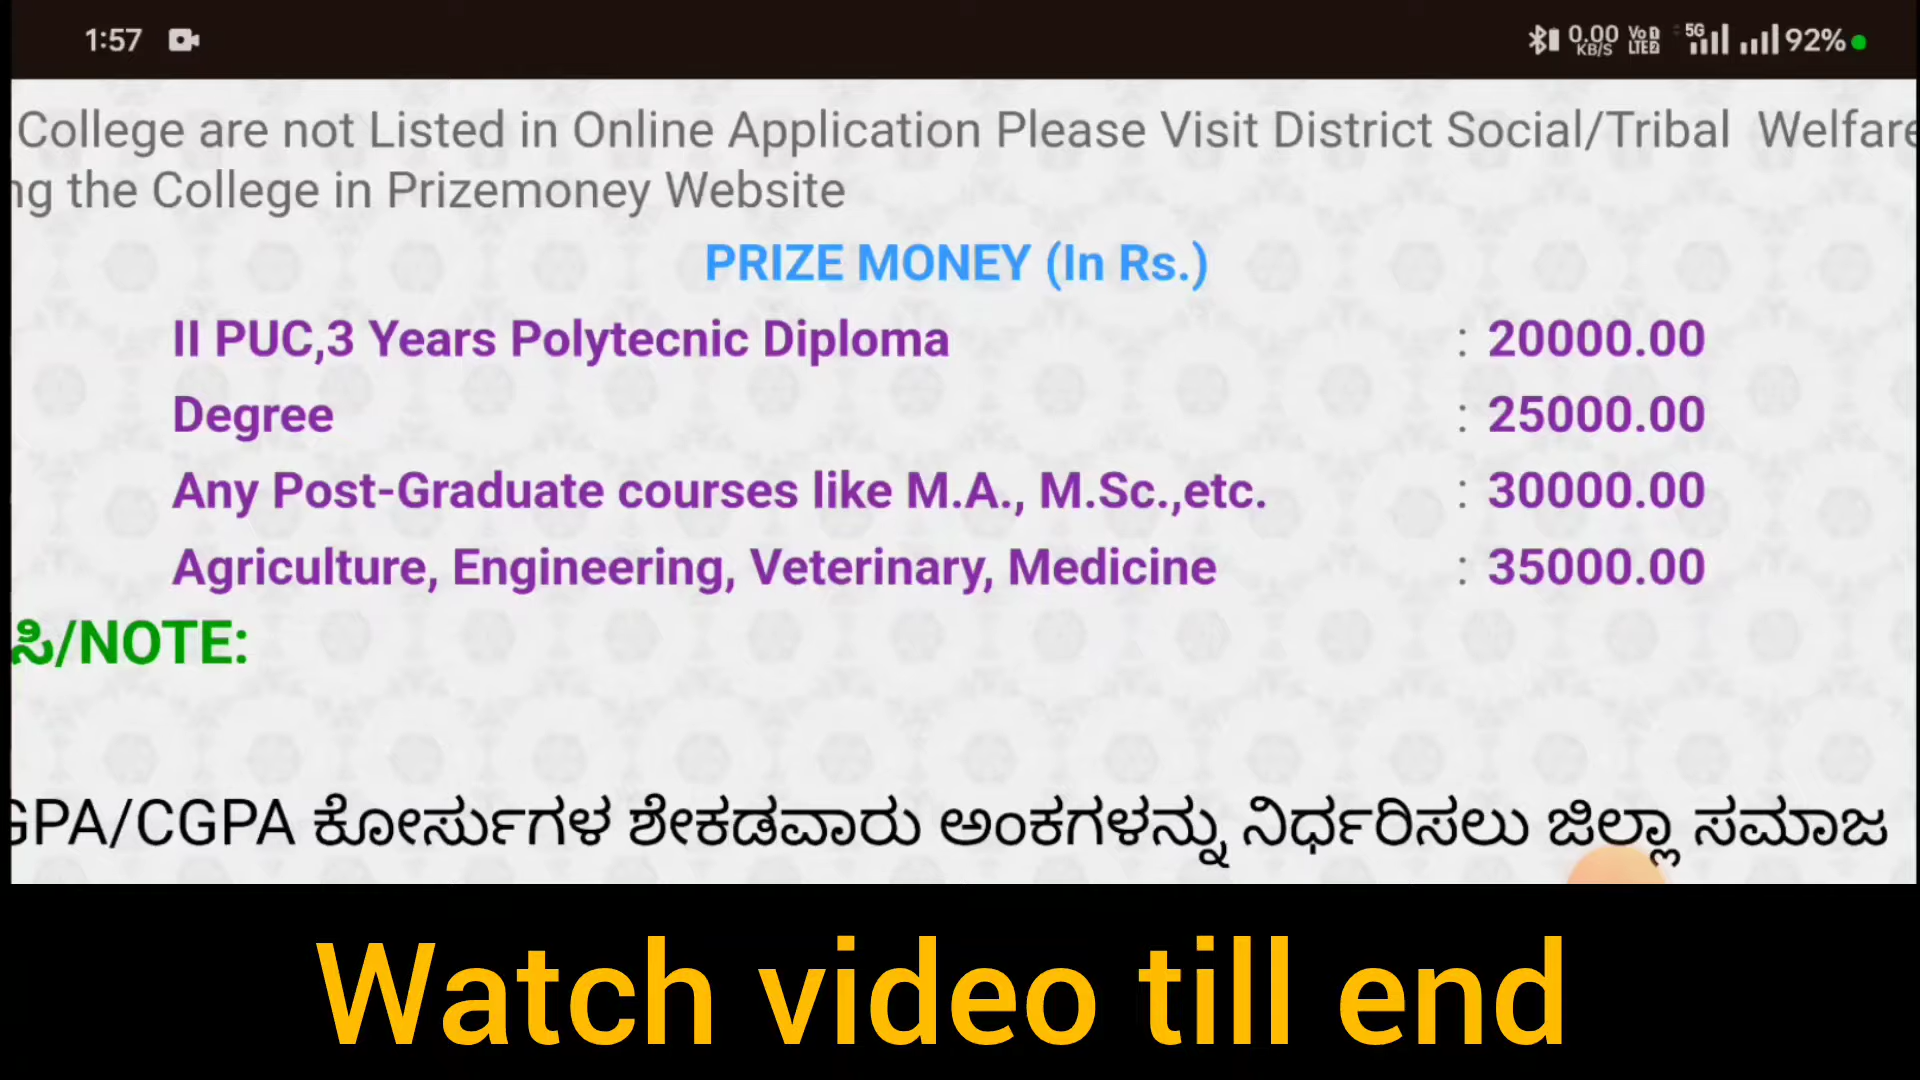 1:57 0.00 KB/S Vo LTE 5G 92%
College are not Listed in Online Application Please Visit District Social/Tribal Welfare
ng the College in Prizemoney Website
PRIZE MONEY (In Rs.)
II PUC,3 Years Polytecnic Diploma : 20000.00
Degree : 25000.00
Any Post-Graduate courses like M.A., M.Sc.,etc. : 30000.00
Agriculture, Engineering, Veterinary, Medicine : 35000.00
ಸಿ/NOTE:
GPA/CGPA ಕೋರ್ಸುಗಳ ಶೇಕಡವಾರು ಅಂಕಗಳನ್ನು ನಿರ್ಧರಿಸಲು ಜಿಲ್ಲಾ ಸಮಾಜ
Watch video till end